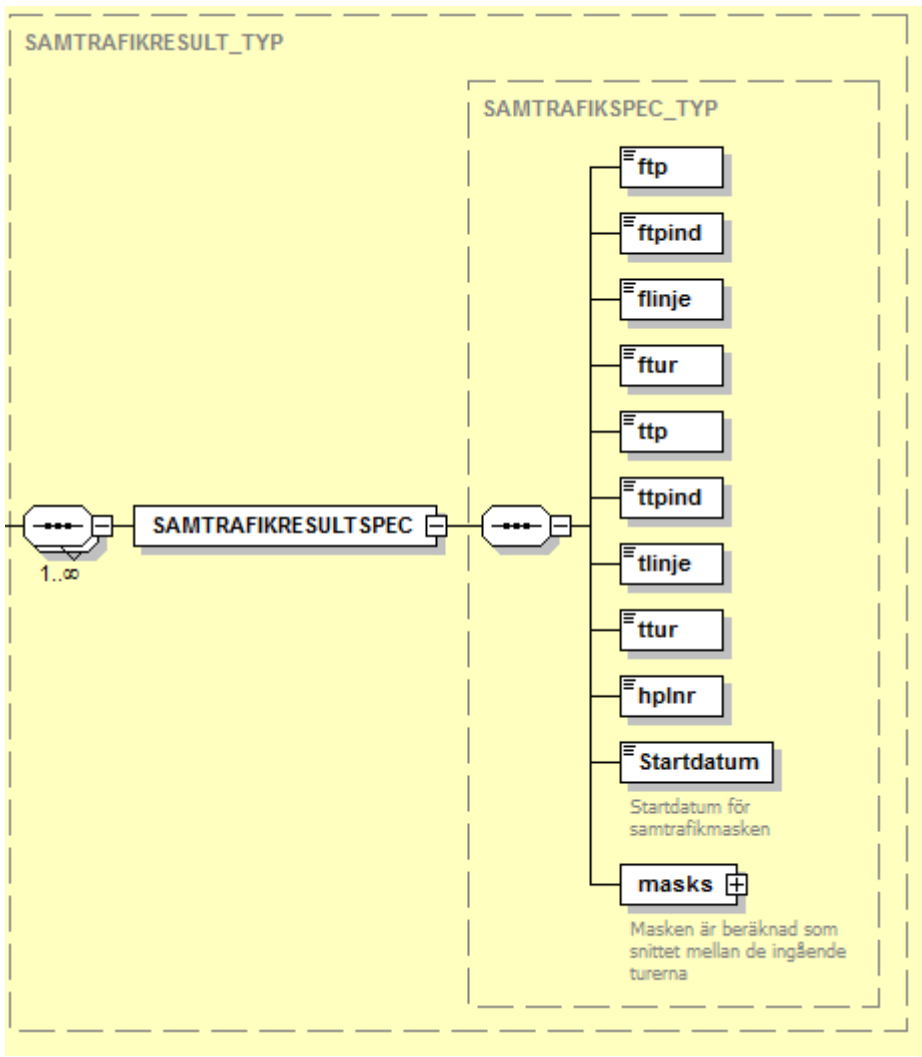 SAMTRAFIKRESULT_TYP
SAMTRAFIKSPEC_TYP
ftp
ftpind
flinje
ftur
ttp
ttpind
SAMTRAFIKRESULTSPEC
1..∞
tlinje
ttur
hplnr
Startdatum
Startdatum för
samtrafikmasken
masks
Masken är beräknad som
snittet mellan de ingående
turerna